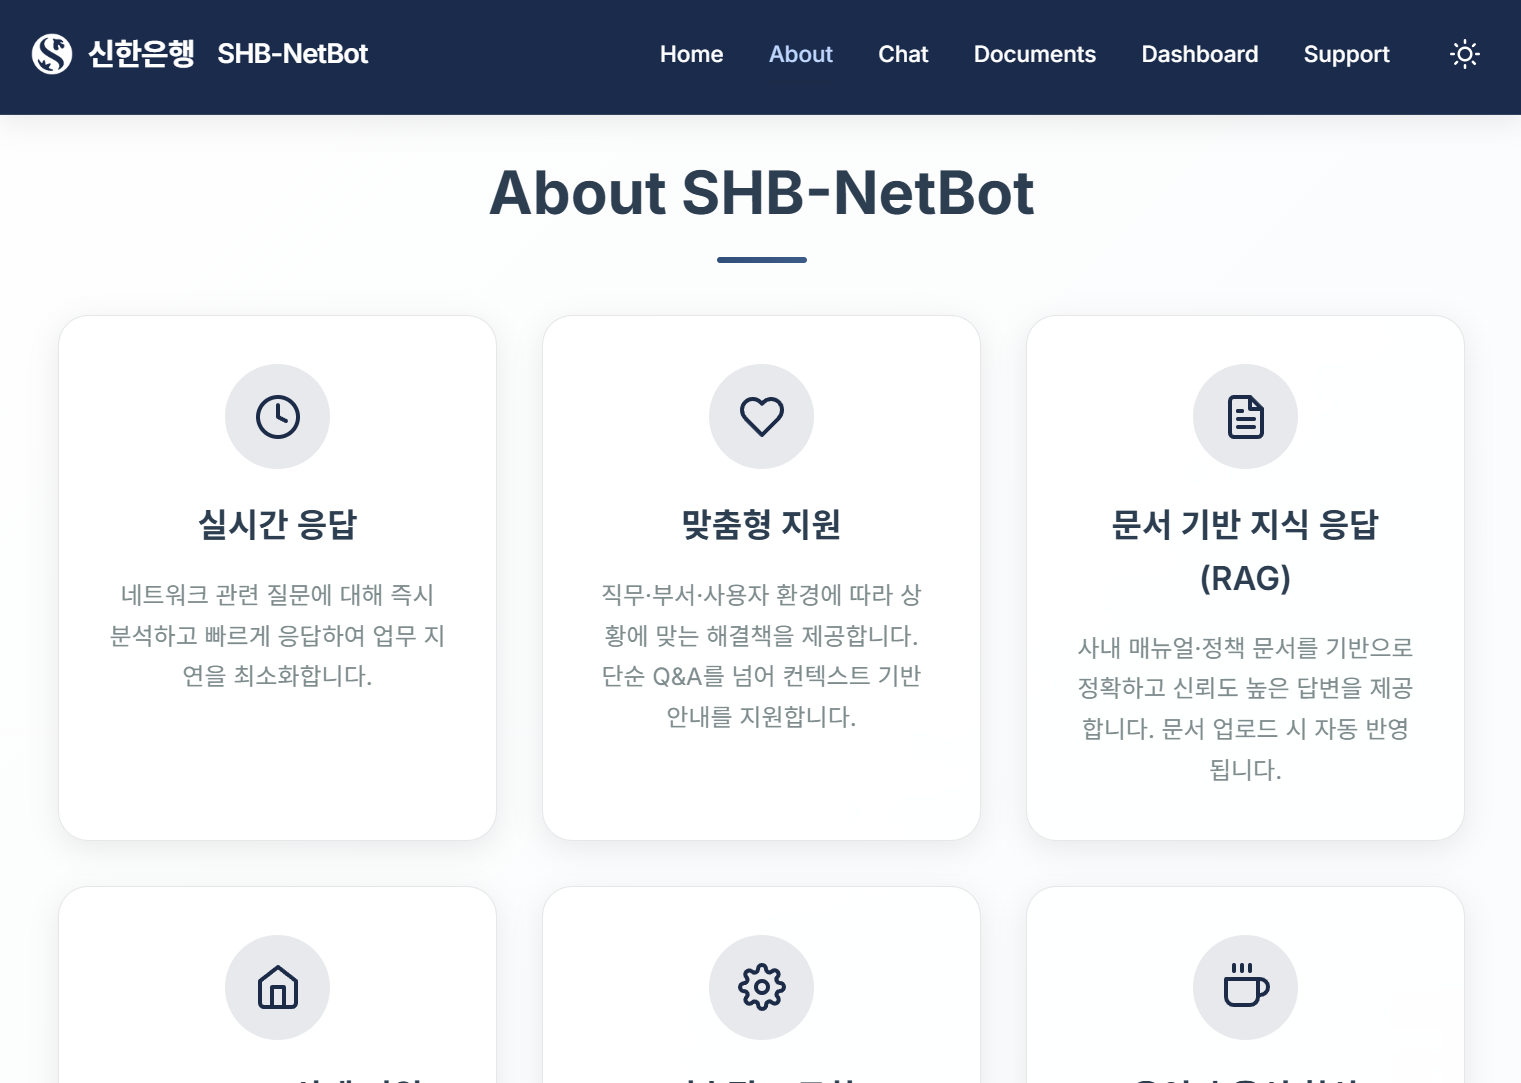 신한은행 SHB-NetBot
Home About Chat Documents Dashboard Support
About SHB-NetBot
실시간 응답
네트워크 관련 질문에 대해 즉시
분석하고 빠르게 응답하여 업무 지
연을 최소화합니다.
맞춤형 지원
직무·부서·사용자 환경에 따라 상
황에 맞는 해결책을 제공합니다.
단순 Q&A를 넘어 컨텍스트 기반
안내를 지원합니다.
문서 기반 지식 응답
(RAG)
사내 매뉴얼·정책 문서를 기반으로
정확하고 신뢰도 높은 답변을 제공
합니다. 문서 업로드 시 자동 반영
됩니다.